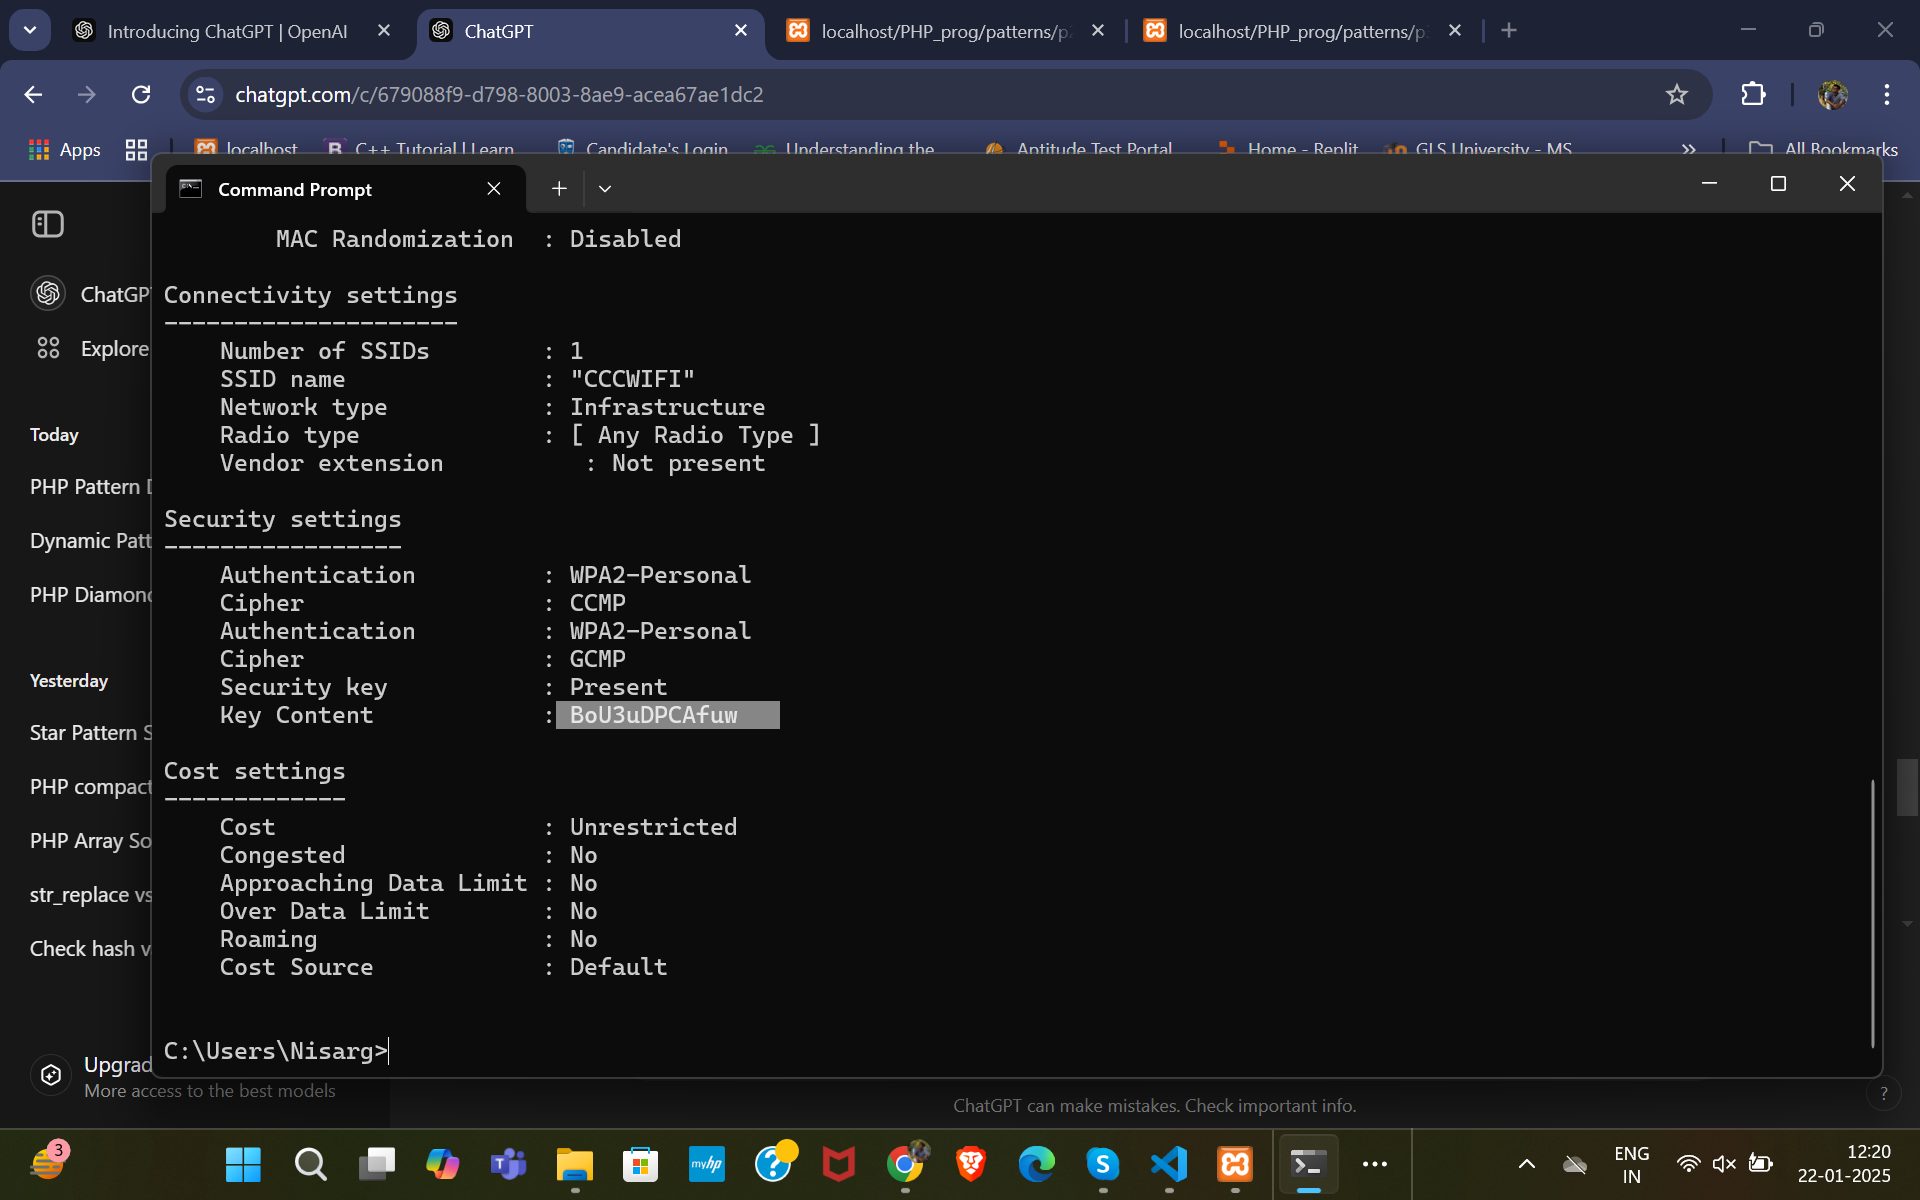 Introducing ChatGPT | OpenAI
ChatGPT
localhost/PHP_prog/patterns/p
localhost/PHP_prog/patterns/p
chatgpt.com/c/679088f9-d798-8003-8ae9-acea67ae1dc2
Apps
localhost
C++ Tutorial | Learn
Candidate's Login
Understanding the
Aptitude Test Portal
Home - Replit
GLS University - MS
All Bookmarks
Command Prompt
MAC Randomization : Disabled
Connectivity settings
---------------------
Number of SSIDs : 1
SSID name : "CCCWIFI"
Network type : Infrastructure
Radio type : [ Any Radio Type ]
Vendor extension : Not present
Security settings
-----------------
Authentication : WPA2-Personal
Cipher : CCMP
Authentication : WPA2-Personal
Cipher : GCMP
Security key : Present
Key Content : BoU3uDPCAfuw
Cost settings
-------------
Cost : Unrestricted
Congested : No
Approaching Data Limit : No
Over Data Limit : No
Roaming : No
Cost Source : Default
C:\Users\Nisarg>
ChatGP
Explore
Today
PHP Pattern D
Dynamic Patt
PHP Diamond
Yesterday
Star Pattern S
PHP compact
PHP Array So
str_replace vs
Check hash v
Upgrad
More access to the best models
ChatGPT can make mistakes. Check important info.
?
3
myhp
ENG
IN
12:20
22-01-2025